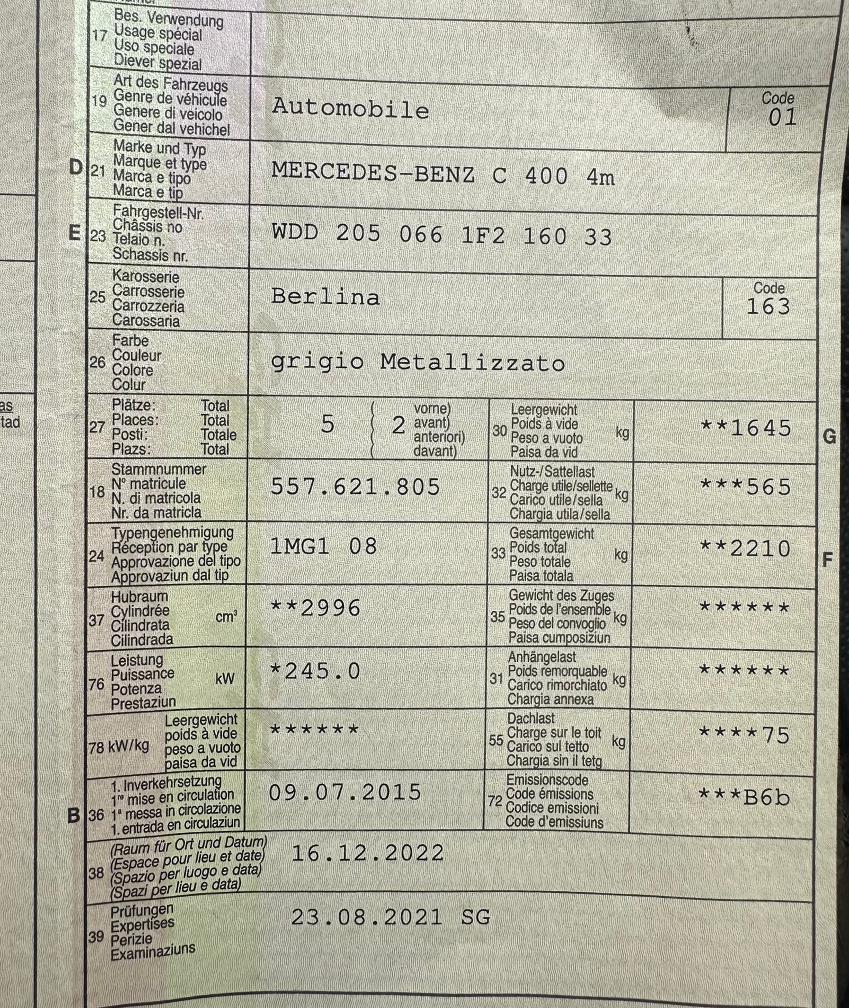 17 Bes. Verwendung
Usage spécial
Uso speciale
Diever spezial
19 Art des Fahrzeugs
Genre de véhicule
Genere di veicolo
Gener dal vehichel
Automobile
Code
01
D 21 Marke und Typ
Marque et type
Marca e tipo
Marca e tip
MERCEDES-BENZ C 400 4m
E 23 Fahrgestell-Nr.
Châssis no
Telaio n.
Schassis nr.
WDD 205 066 1F2 160 33
25 Karosserie
Carrosserie
Carrozzeria
Carossaria
Berlina
Code
163
26 Farbe
Couleur
Colore
Colur
grigio Metallizzato
as
tad
27 Plätze: Total
Places: Total
Posti: Totale
Plazs: Total
5 ( 2 vorne)
avant)
anteriori)
davant)
30 Leergewicht
Poids à vide
Peso a vuoto
Paisa da vid
kg
**1645
G
18 Stammnummer
N° matricule
N. di matricola
Nr. da matricla
557.621.805
32 Nutz-/Sattellast
Charge utile/sellette
Carico utile/sella
Chargia utila/sella
kg
***565
24 Typengenehmigung
Réception par type
Approvazione del tipo
Approvaziun dal tip
1MG1 08
33 Gesamtgewicht
Poids total
Peso totale
Paisa totala
kg
**2210
F
37 Hubraum
Cylindrée
Cilindrata
Cilindrada
cm³
**2996
35 Gewicht des Zuges
Poids de l'ensemble
Peso del convoglio
Paisa cumposiziun
kg
******
76 Leistung
Puissance
Potenza
Prestaziun
kW
*245.0
31 Anhängelast
Poids remorquable
Carico rimorchiato
Chargia annexa
kg
******
78 kW/kg
Leergewicht
poids à vide
peso a vuoto
paisa da vid
******
55 Dachlast
Charge sur le toit
Carico sul tetto
Chargia sin il tetg
kg
****75
B 36 1. Inverkehrsetzung
1re mise en circulation
1a messa in circolazione
1. entrada en circulaziun
09.07.2015
72 Emissionscode
Code émissions
Codice emissioni
Code d'emissiuns
***B6b
38 (Raum für Ort und Datum)
(Espace pour lieu et date)
(Spazio per luogo e data)
(Spazi per lieu e data)
16.12.2022
39 Prüfungen
Expertises
Perizie
Examinaziuns
23.08.2021 SG